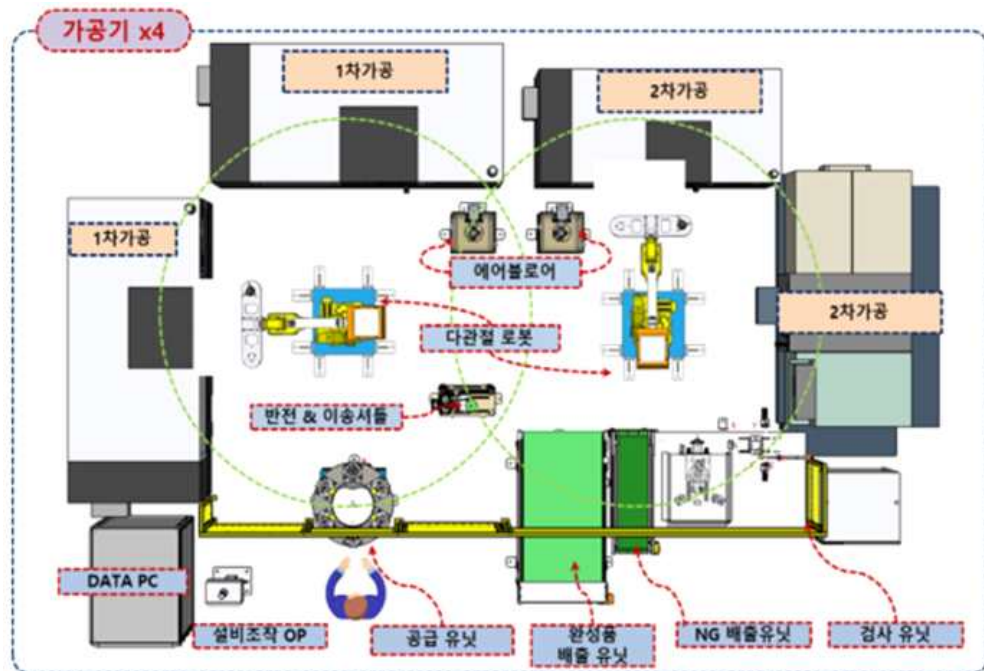 가공기 x4
1차가공
2차가공
1차가공
에어블로어
2차가공
다관절 로봇
반전 & 이송셔틀
DATA PC
설비조작 OP
공급 유닛
완성품
배출 유닛
NG 배출유닛
검사 유닛